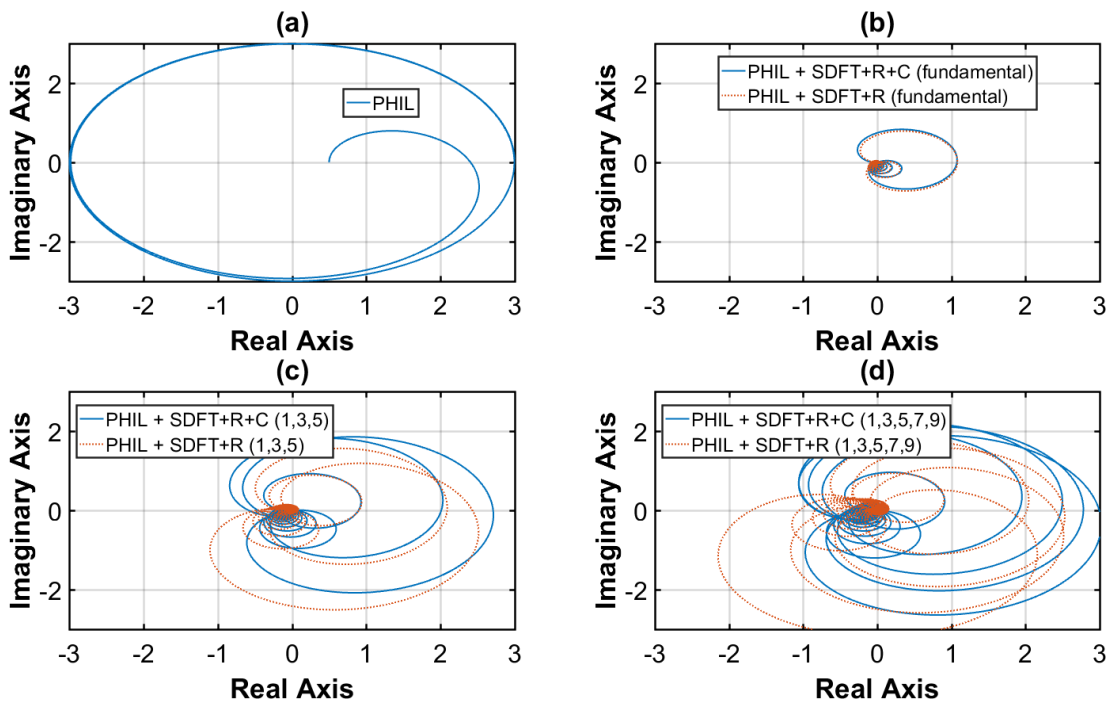 (a)
Imaginary Axis
2
0
-2
PHIL
-3 -2 -1 0 1 2 3
Real Axis
(b)
Imaginary Axis
2
0
-2
PHIL + SDFT+R+C (fundamental)
PHIL + SDFT+R (fundamental)
-3 -2 -1 0 1 2 3
Real Axis
(c)
Imaginary Axis
2
0
-2
PHIL + SDFT+R+C (1,3,5)
PHIL + SDFT+R (1,3,5)
-3 -2 -1 0 1 2 3
Real Axis
(d)
Imaginary Axis
2
0
-2
PHIL + SDFT+R+C (1,3,5,7,9)
PHIL + SDFT+R (1,3,5,7,9)
-3 -2 -1 0 1 2 3
Real Axis